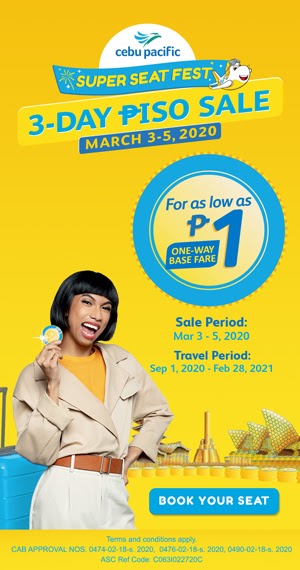 cebu pacific
SUPER SEAT FEST
3-DAY ₱ISO SALE
MARCH 3-5, 2020
For as low as
₱1
ONE-WAY
BASE FARE
Sale Period:
Mar 3 - 5, 2020
Travel Period:
Sep 1, 2020 - Feb 28, 2021
BOOK YOUR SEAT
Terms and conditions apply.
CAB APPROVAL NOS. 0474-02-18-s. 2020, 0476-02-18-s. 2020, 0490-02-18-s. 2020
ASC Ref Code: C063I022720C